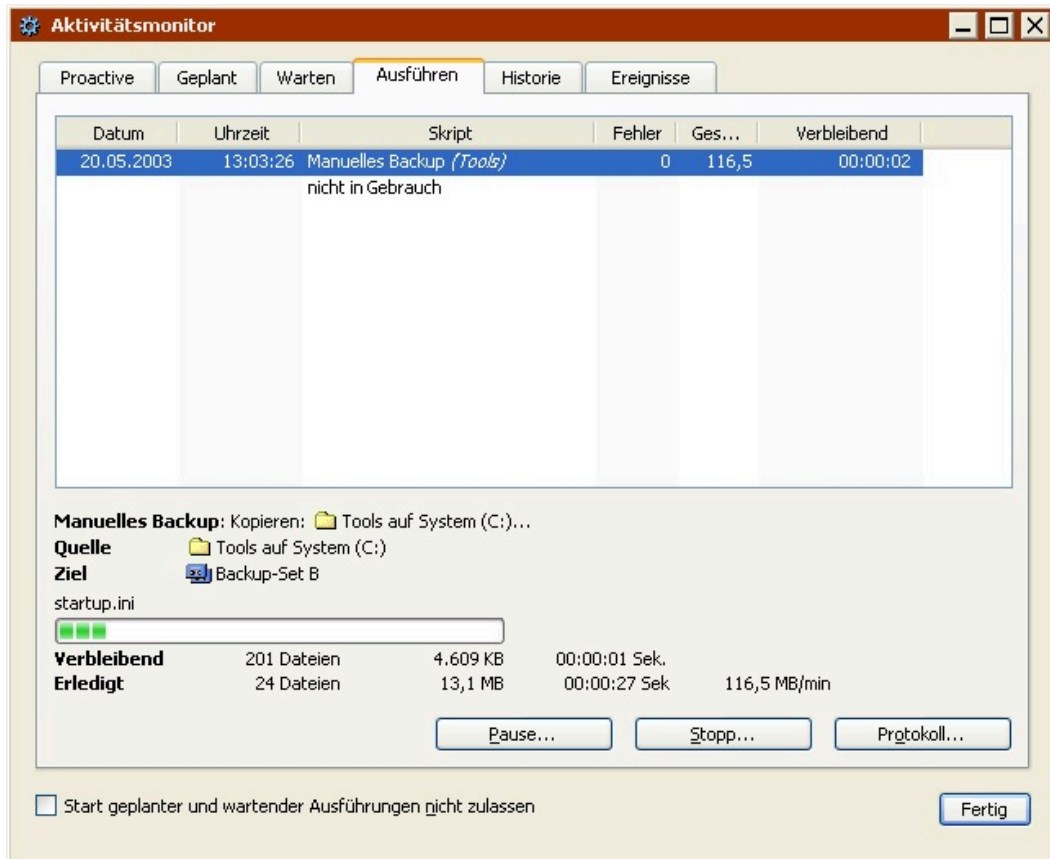 Aktivitätsmonitor
Proactive Geplant Warten Ausführen Historie Ereignisse
Datum Uhrzeit Skript Fehler Ges... Verbleibend
20.05.2003 13:03:26 Manuelles Backup (Tools) 0 116,5 00:00:02
nicht in Gebrauch
Manuelles Backup: Kopieren: Tools auf System (C:)...
Quelle Tools auf System (C:)
Ziel Backup-Set B
startup.ini
Verbleibend 201 Dateien 4.609 KB 00:00:01 Sek.
Erledigt 24 Dateien 13,1 MB 00:00:27 Sek 116,5 MB/min
Pause... Stopp... Protokoll...
Start geplanter und wartender Ausführungen nicht zulassen Fertig